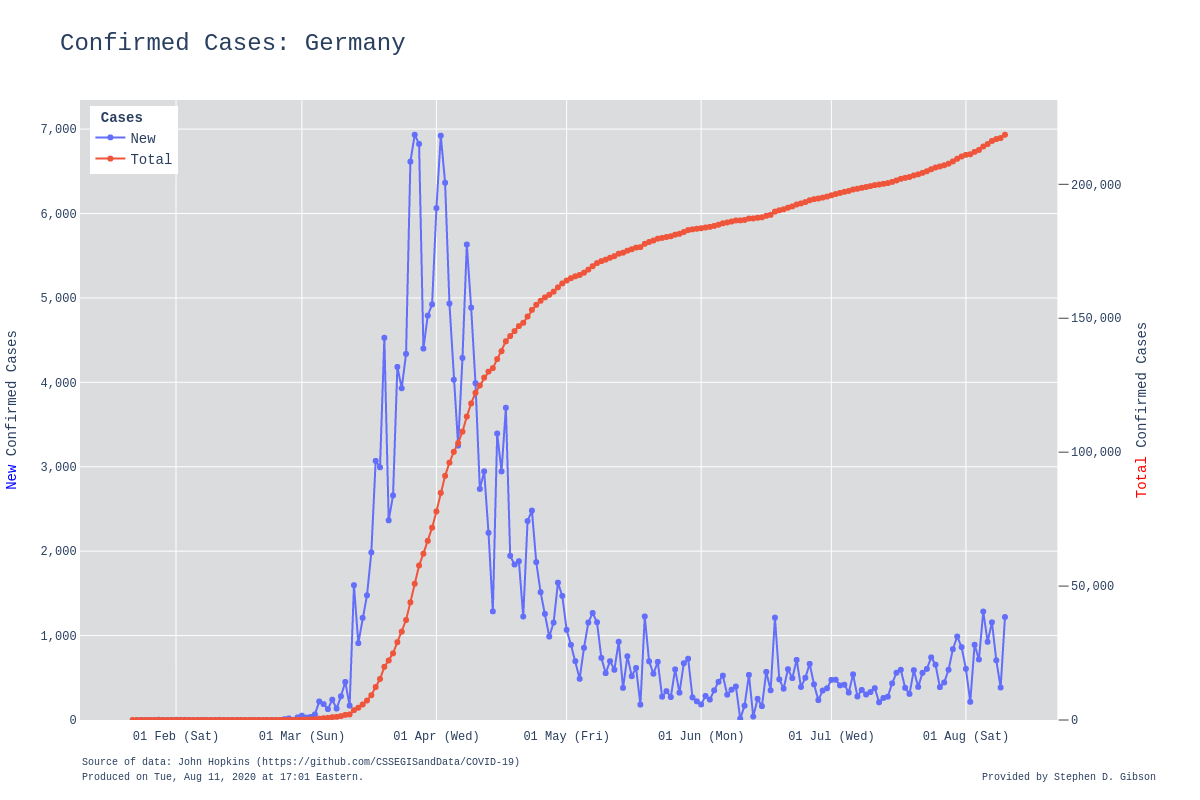 Confirmed Cases: Germany
Cases
New
Total
7,000
6,000
5,000
4,000
3,000
2,000
1,000
0
New Confirmed Cases
200,000
150,000
100,000
50,000
0
Total Confirmed Cases
01 Feb (Sat) 01 Mar (Sun) 01 Apr (Wed) 01 May (Fri) 01 Jun (Mon) 01 Jul (Wed) 01 Aug (Sat)
Source of data: John Hopkins (https://github.com/CSSEGISandData/COVID-19)
Produced on Tue, Aug 11, 2020 at 17:01 Eastern.
Provided by Stephen D. Gibson